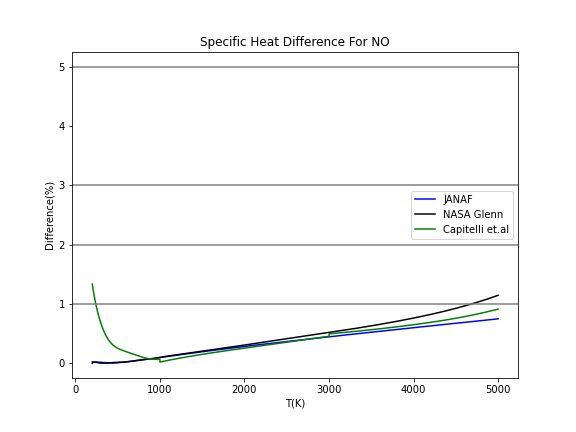 Specific Heat Difference For NO
Difference(%)
5
4
3
2
1
0
JANAF
NASA Glenn
Capitelli et.al
0 1000 2000 3000 4000 5000
T(K)